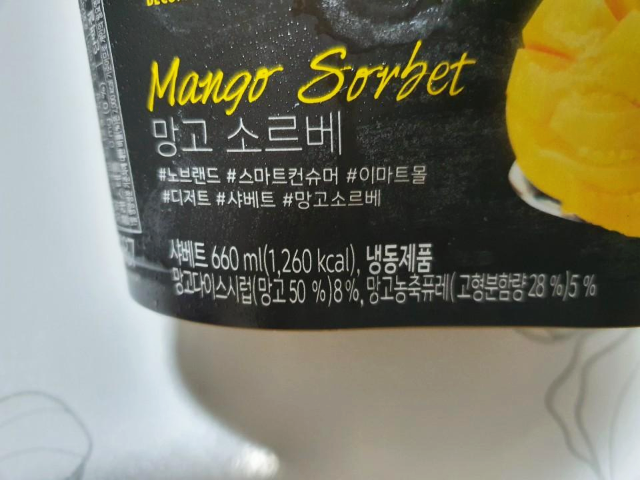 Mango Sorbet
망고 소르베
#노브랜드 #스마트컨슈머 #이마트몰
#디저트 #샤베트 #망고소르베
샤베트 660 ml(1,260 kcal), 냉동제품
망고다이스시럽(망고 50 %)8%, 망고농축퓨레(고형분함량 28 %)5 %